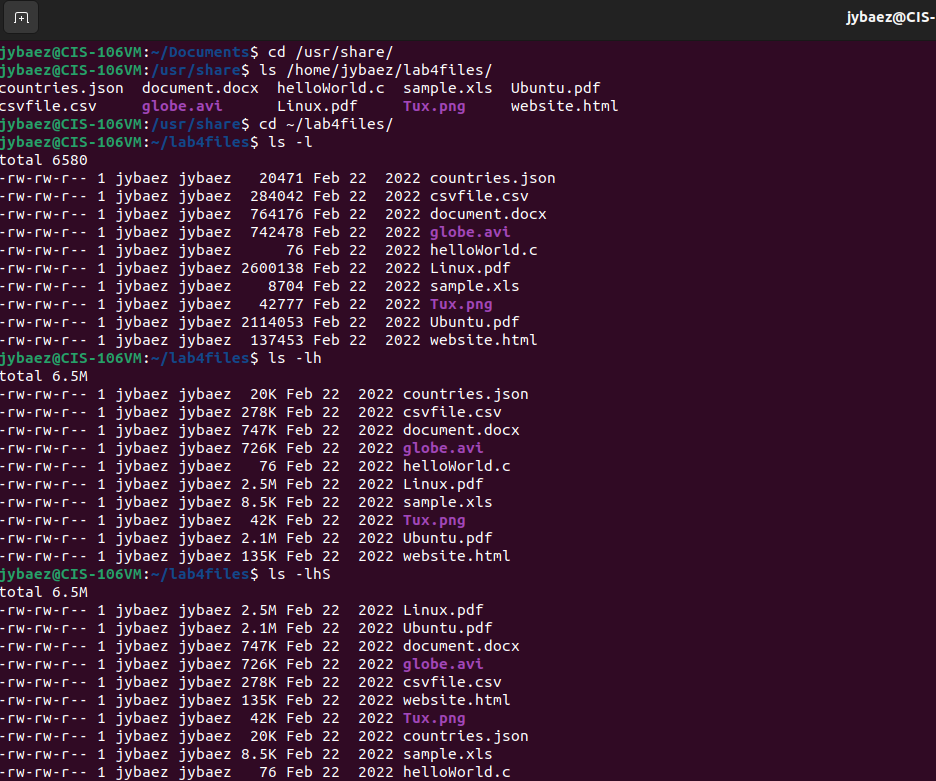 jybaez@CIS-
jybaez@CIS-106VM:~/Documents$ cd /usr/share/
jybaez@CIS-106VM:/usr/share$ ls /home/jybaez/lab4files/
countries.json  document.docx  helloWorld.c  sample.xls  Ubuntu.pdf
csvfile.csv     globe.avi      Linux.pdf     Tux.png     website.html
jybaez@CIS-106VM:/usr/share$ cd ~/lab4files/
jybaez@CIS-106VM:~/lab4files$ ls -l
total 6580
-rw-rw-r-- 1 jybaez jybaez   20471 Feb 22  2022 countries.json
-rw-rw-r-- 1 jybaez jybaez  284042 Feb 22  2022 csvfile.csv
-rw-rw-r-- 1 jybaez jybaez  764176 Feb 22  2022 document.docx
-rw-rw-r-- 1 jybaez jybaez  742478 Feb 22  2022 globe.avi
-rw-rw-r-- 1 jybaez jybaez      76 Feb 22  2022 helloWorld.c
-rw-rw-r-- 1 jybaez jybaez 2600138 Feb 22  2022 Linux.pdf
-rw-rw-r-- 1 jybaez jybaez    8704 Feb 22  2022 sample.xls
-rw-rw-r-- 1 jybaez jybaez   42777 Feb 22  2022 Tux.png
-rw-rw-r-- 1 jybaez jybaez 2114053 Feb 22  2022 Ubuntu.pdf
-rw-rw-r-- 1 jybaez jybaez  137453 Feb 22  2022 website.html
jybaez@CIS-106VM:~/lab4files$ ls -lh
total 6.5M
-rw-rw-r-- 1 jybaez jybaez  20K Feb 22  2022 countries.json
-rw-rw-r-- 1 jybaez jybaez 278K Feb 22  2022 csvfile.csv
-rw-rw-r-- 1 jybaez jybaez 747K Feb 22  2022 document.docx
-rw-rw-r-- 1 jybaez jybaez 726K Feb 22  2022 globe.avi
-rw-rw-r-- 1 jybaez jybaez   76 Feb 22  2022 helloWorld.c
-rw-rw-r-- 1 jybaez jybaez 2.5M Feb 22  2022 Linux.pdf
-rw-rw-r-- 1 jybaez jybaez 8.5K Feb 22  2022 sample.xls
-rw-rw-r-- 1 jybaez jybaez  42K Feb 22  2022 Tux.png
-rw-rw-r-- 1 jybaez jybaez 2.1M Feb 22  2022 Ubuntu.pdf
-rw-rw-r-- 1 jybaez jybaez 135K Feb 22  2022 website.html
jybaez@CIS-106VM:~/lab4files$ ls -lhS
total 6.5M
-rw-rw-r-- 1 jybaez jybaez 2.5M Feb 22  2022 Linux.pdf
-rw-rw-r-- 1 jybaez jybaez 2.1M Feb 22  2022 Ubuntu.pdf
-rw-rw-r-- 1 jybaez jybaez 747K Feb 22  2022 document.docx
-rw-rw-r-- 1 jybaez jybaez 726K Feb 22  2022 globe.avi
-rw-rw-r-- 1 jybaez jybaez 278K Feb 22  2022 csvfile.csv
-rw-rw-r-- 1 jybaez jybaez 135K Feb 22  2022 website.html
-rw-rw-r-- 1 jybaez jybaez  42K Feb 22  2022 Tux.png
-rw-rw-r-- 1 jybaez jybaez  20K Feb 22  2022 countries.json
-rw-rw-r-- 1 jybaez jybaez 8.5K Feb 22  2022 sample.xls
-rw-rw-r-- 1 jybaez jybaez   76 Feb 22  2022 helloWorld.c